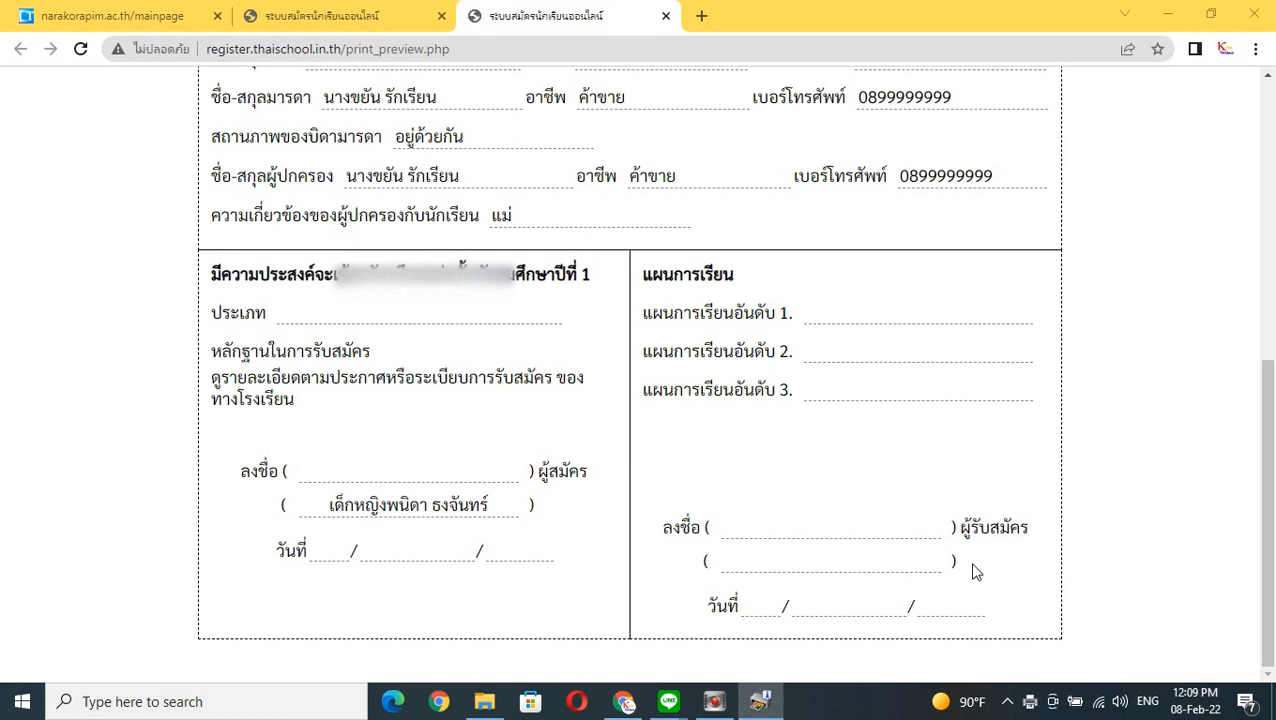 narakorapim.ac.th/mainpage
ระบบสมัครนักเรียนออนไลน์
ระบบสมัครนักเรียนออนไลน์
ไม่ปลอดภัย register.thaischool.in.th/print_preview.php
ชื่อ-สกุลมารดา นางขยัน รักเรียน อาชีพ ค้าขาย เบอร์โทรศัพท์ 0899999999
สถานภาพของบิดามารดา อยู่ด้วยกัน
ชื่อ-สกุลผู้ปกครอง นางขยัน รักเรียน อาชีพ ค้าขาย เบอร์โทรศัพท์ 0899999999
ความเกี่ยวข้องของผู้ปกครองกับนักเรียน แม่
มีความประสงค์จะ ศึกษาปีที่ 1
ประเภท
หลักฐานในการรับสมัคร
ดูรายละเอียดตามประกาศหรือระเบียบการรับสมัคร ของ
ทางโรงเรียน
ลงชื่อ ( ) ผู้สมัคร
( เด็กหญิงพนิดา ธงจันทร์ )
วันที่ / /
แผนการเรียน
แผนการเรียนอันดับ 1.
แผนการเรียนอันดับ 2.
แผนการเรียนอันดับ 3.
ลงชื่อ ( ) ผู้รับสมัคร
( )
วันที่ / /
Type here to search
90°F
ENG
12:09 PM
08-Feb-22
7